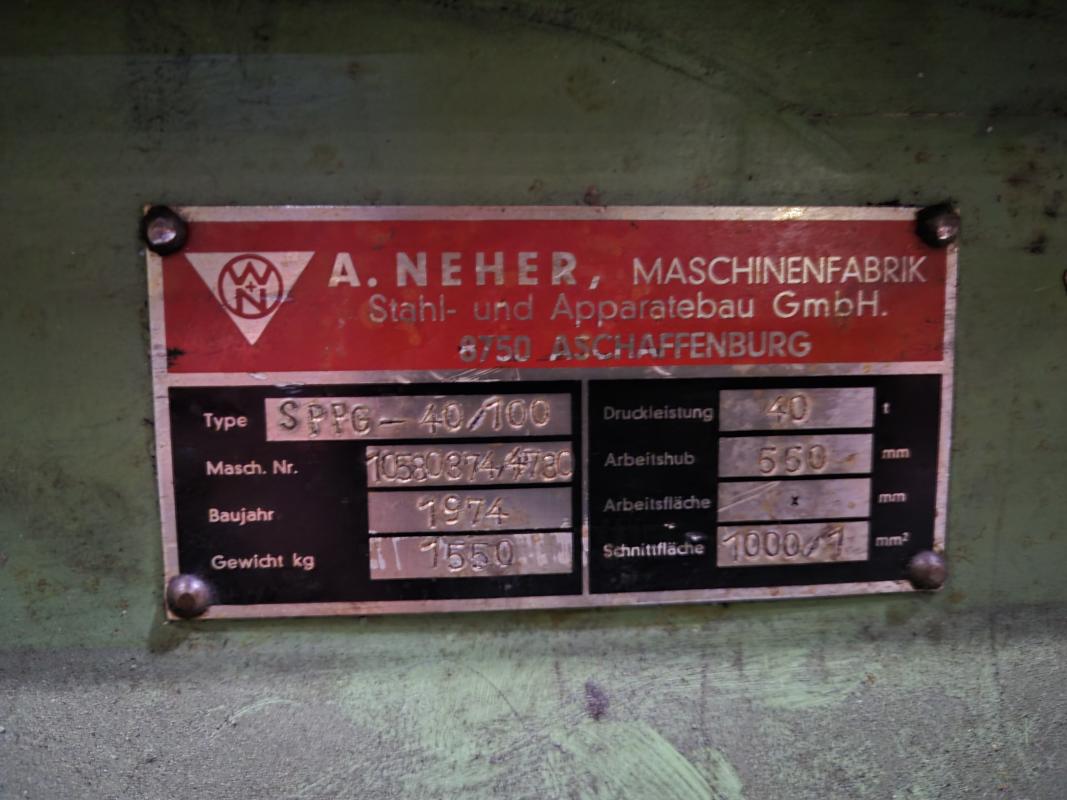 W+N
A. NEHER, MASCHINENFABRIK
Stahl- und Apparatebau GmbH.
8750 ASCHAFFENBURG
Type SPPG-40/100
Masch. Nr. 10580374/4780
Baujahr 1974
Gewicht kg 1550
Druckleistung 40 t
Arbeitshub 550 mm
Arbeitsfläche x mm
Schnittfläche 1000/1 mm²